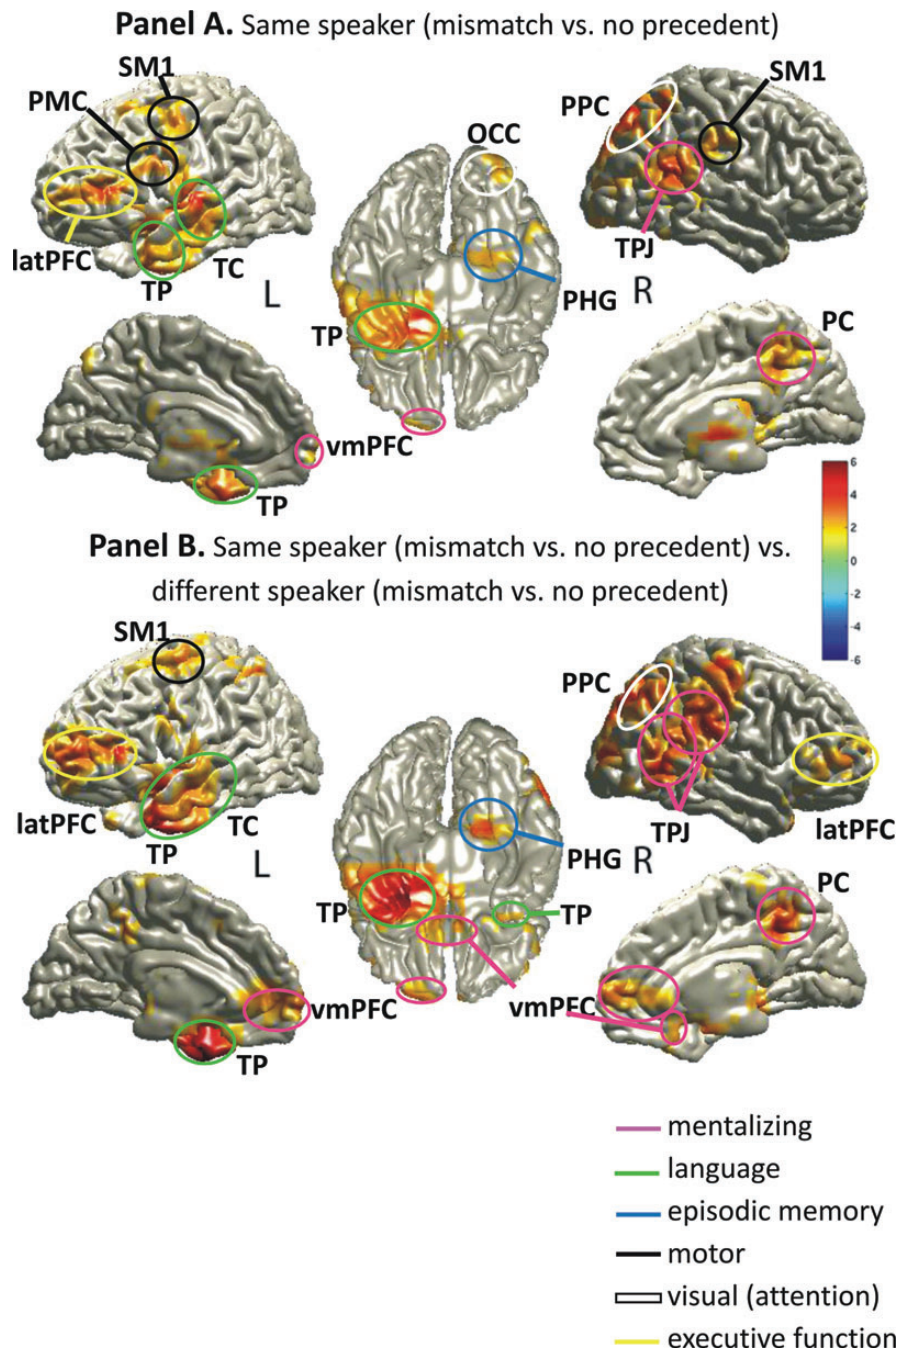 Panel A. Same speaker (mismatch vs. no precedent)
SM1
PMC
latPFC
TP
TC
L
OCC
PHG
TP
PPC
SM1
TPJ
R
vmPFC
TP
PC
6
4
2
0
-2
-4
-6
Panel B. Same speaker (mismatch vs. no precedent) vs.
different speaker (mismatch vs. no precedent)
SM1
latPFC
TP
TC
L
PHG
TP
TP
PPC
TPJ
latPFC
R
vmPFC
TP
vmPFC
PC
mentalizing
language
episodic memory
motor
visual (attention)
executive function